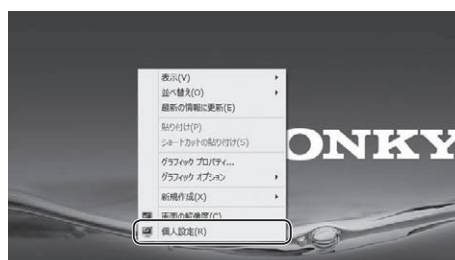 表示(V)
並べ替え(O)
最新の情報に更新(E)
貼り付け(P)
ショートカットの貼り付け(S)
グラフィック プロパティ...
グラフィック オプション
新規作成(X)
画面の解像度(C)
個人設定(R)
ONKY